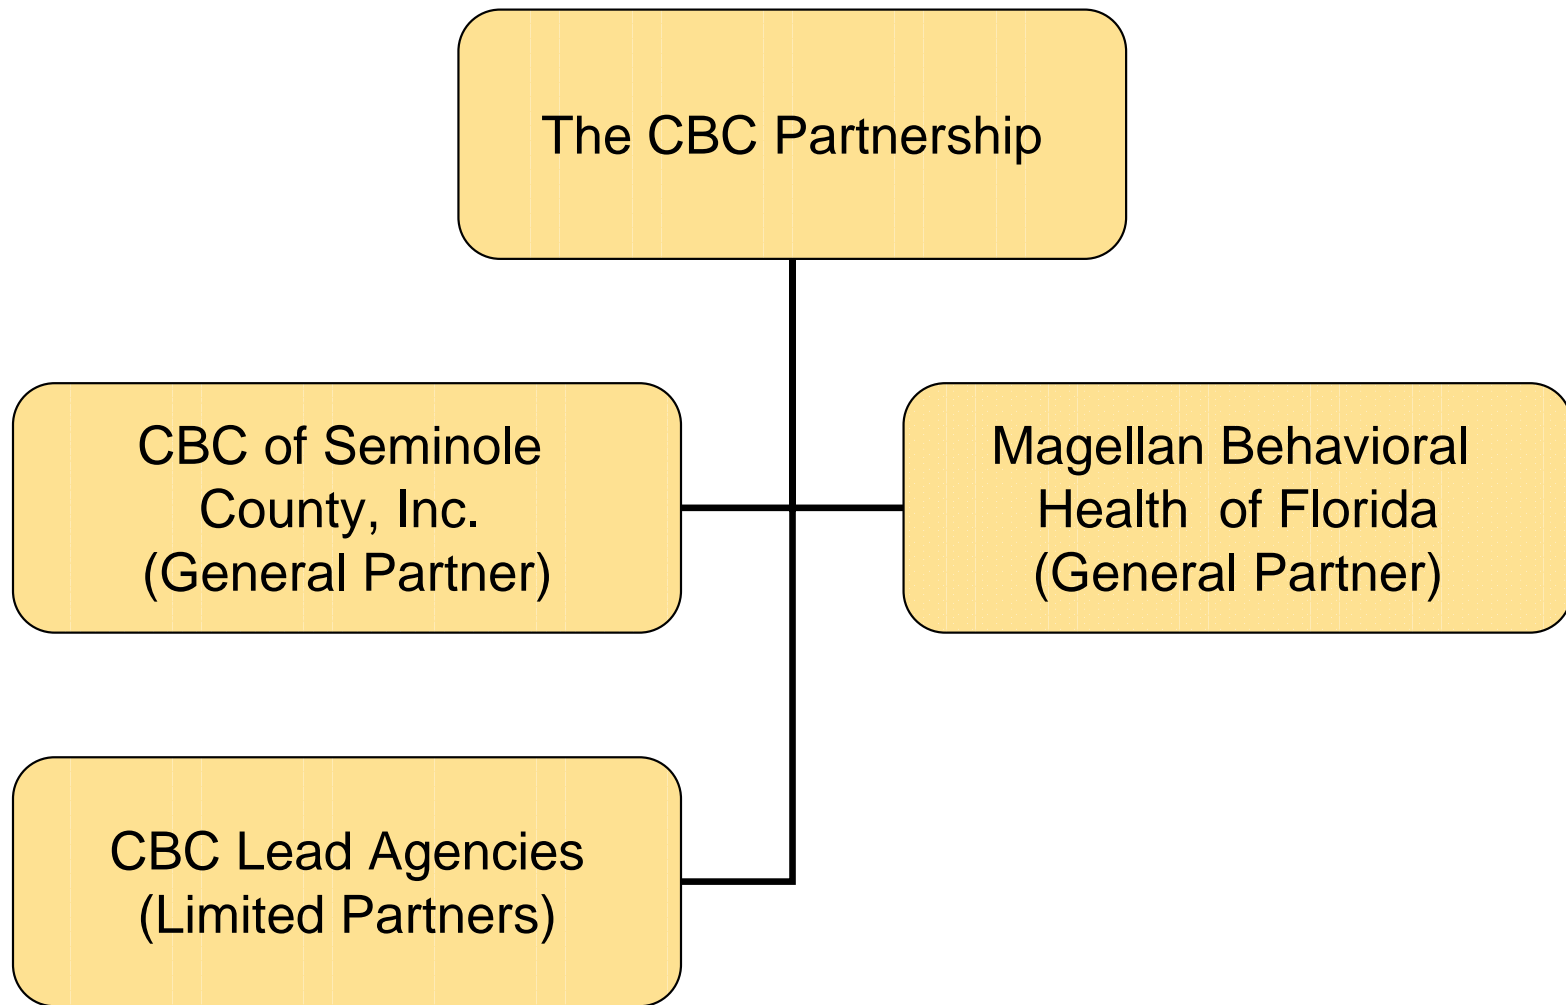 The CBC Partnership
CBC of Seminole
County, Inc.
(General Partner)
Magellan Behavioral
Health  of Florida
(General Partner)
CBC Lead Agencies
(Limited Partners)